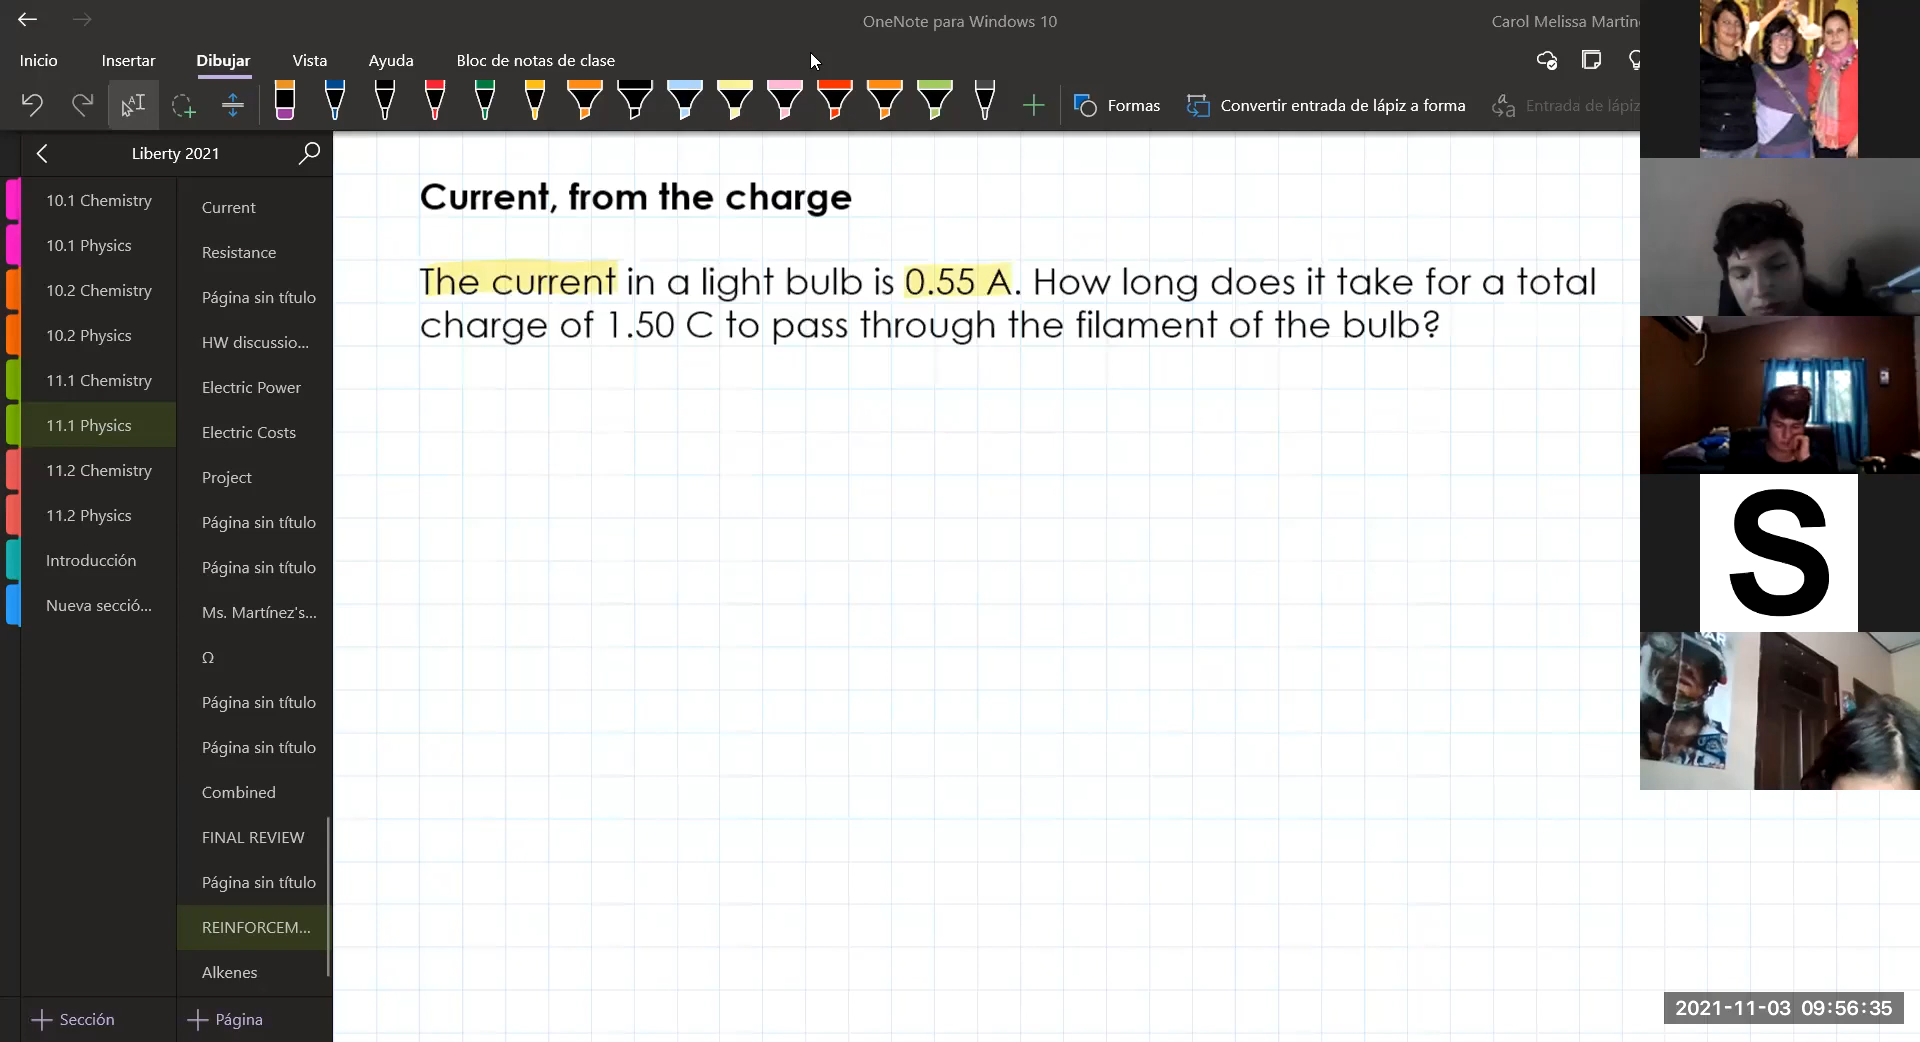 OneNote para Windows 10
Inicio
Insertar
Dibujar
Vista
Ayuda
Bloc de notas de clase
Formas
Convertir entrada de lápiz a forma
Entrada de lápiz
Liberty 2021
10.1 Chemistry
10.1 Physics
10.2 Chemistry
10.2 Physics
11.1 Chemistry
11.1 Physics
11.2 Chemistry
11.2 Physics
Introducción
Nueva secció...
Sección
Current
Resistance
Página sin título
HW discussio...
Electric Power
Electric Costs
Project
Página sin título
Página sin título
Ms. Martínez's...
Ω
Página sin título
Página sin título
Combined
FINAL REVIEW
Página sin título
REINFORCEM...
Alkenes
Página
Current, from the charge
The current in a light bulb is 0.55 A. How long does it take for a total
charge of 1.50 C to pass through the filament of the bulb?
Carol Melissa Martín
S
2021-11-03 09:56:35